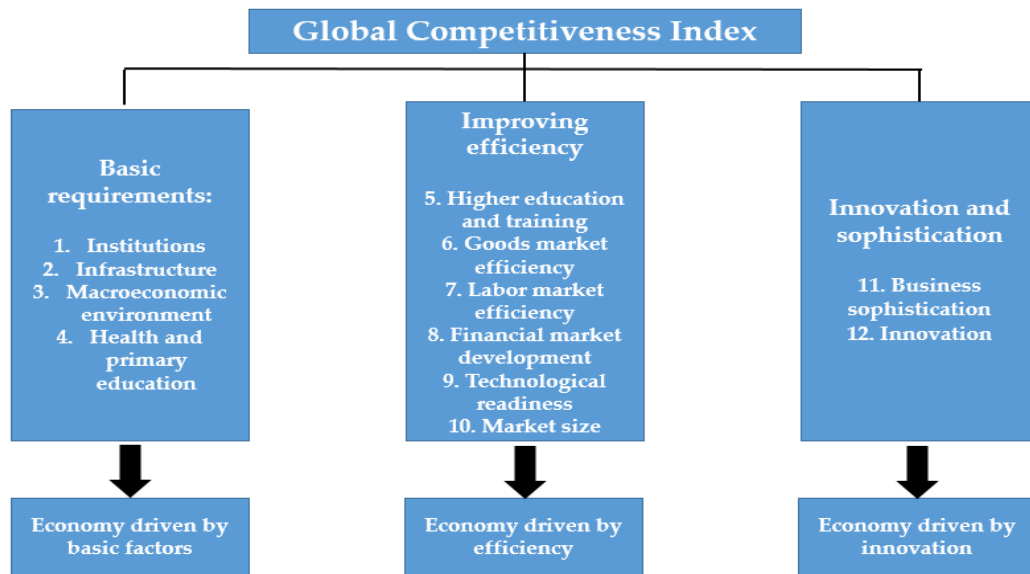 Global Competitiveness Index
Basic
requirements:
1. Institutions
2. Infrastructure
3. Macroeconomic
environment
4. Health and
primary
education
Improving
efficiency
5. Higher education
and training
6. Goods market
efficiency
7. Labor market
efficiency
8. Financial market
development
9. Technological
readiness
10. Market size
Innovation and
sophistication
11. Business
sophistication
12. Innovation
Economy driven by
basic factors
Economy driven by
efficiency
Economy driven by
innovation